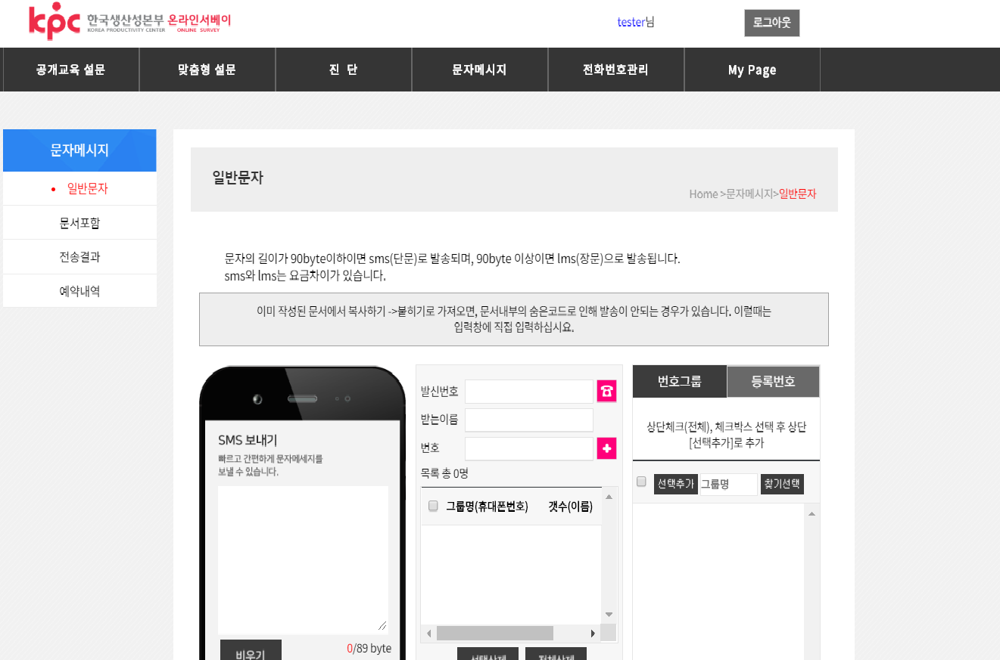 kpc 한국생산성본부 온라인서베이
KOREA PRODUCTIVITY CENTER ONLINE SURVEY
tester님
로그아웃
공개교육 설문
맞춤형 설문
진 단
문자메시지
전화번호관리
My Page
문자메시지
일반문자
문서포함
전송결과
예약내역
일반문자
Home >문자메시지>일반문자
문자의 길이가 90byte이하이면 sms(단문)로 발송되며, 90byte 이상이면 lms(장문)으로 발송됩니다.
sms와 lms는 요금차이가 있습니다.
이미 작성된 문서에서 복사하기 ->붙히기로 가져오면, 문서내부의 숨은코드로 인해 발송이 안되는 경우가 있습니다. 이럴때는
입력창에 직접 입력하십시요.
SMS 보내기
빠르고 간편하게 문자메세지를
보낼 수 있습니다.
비우기
0/89 byte
발신번호
받는이름
번호
목록 총 0명
그룹명(휴대폰번호) 갯수(이름)
선택삭제
전체삭제
번호그룹
등록번호
상단체크(전체), 체크박스 선택 후 상단
[선택추가]로 추가
선택추가
그룹명
찾기선택